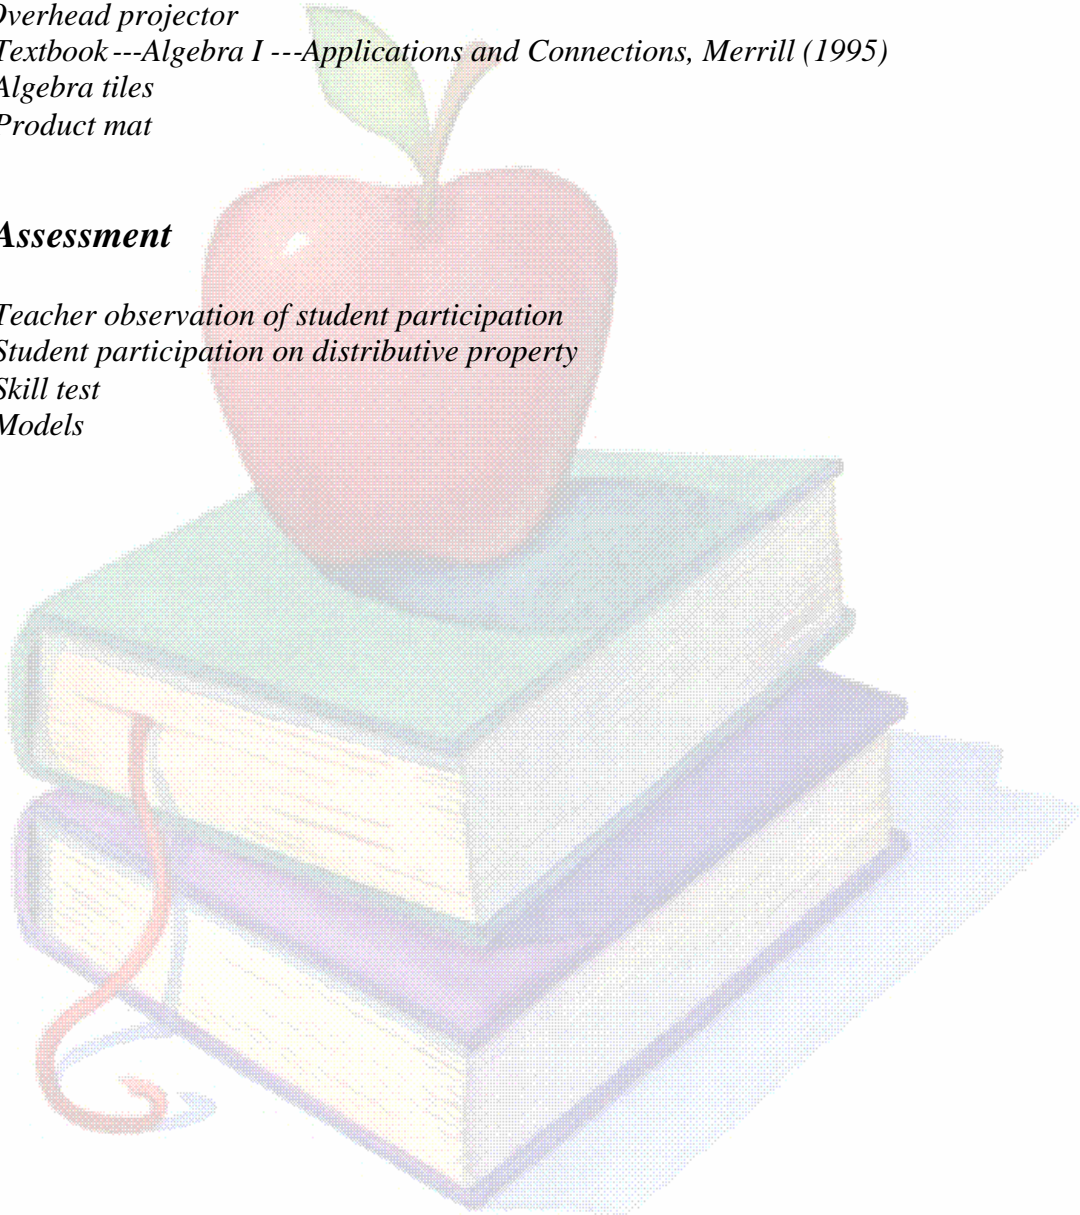 Overhead projector
Textbook ---Algebra I ---Applications and Connections, Merrill (1995)
Algebra tiles
Product mat
Assessment
Teacher observation of student participation
Student participation on distributive property
Skill test
Models